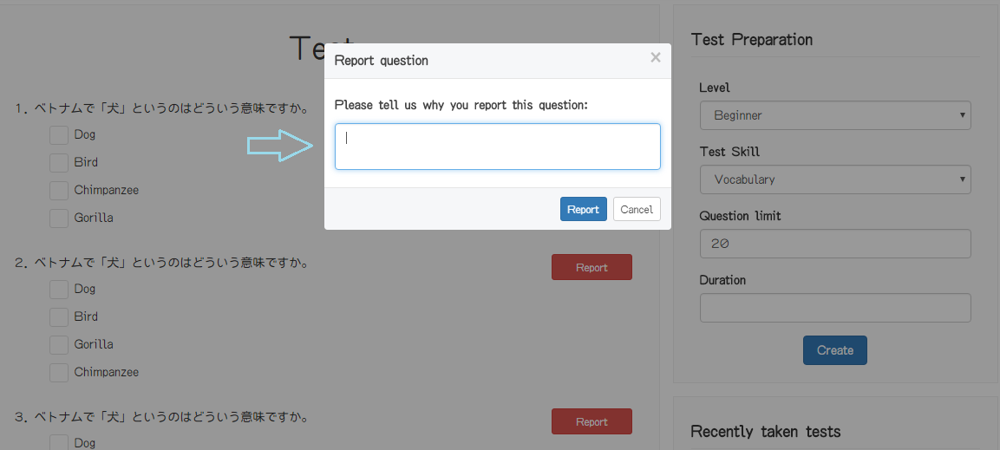 Test
Report question
×
Please tell us why you report this question:
Report
Cancel
1. ベトナムで「犬」というのはどういう意味ですか。
Dog
Bird
Chimpanzee
Gorilla
2. ベトナムで「犬」というのはどういう意味ですか。
Report
Dog
Bird
Gorilla
Chimpanzee
3. ベトナムで「犬」というのはどういう意味ですか。
Report
Dog
Test Preparation
Level
Beginner
Test Skill
Vocabulary
Question limit
20
Duration
Create
Recently taken tests